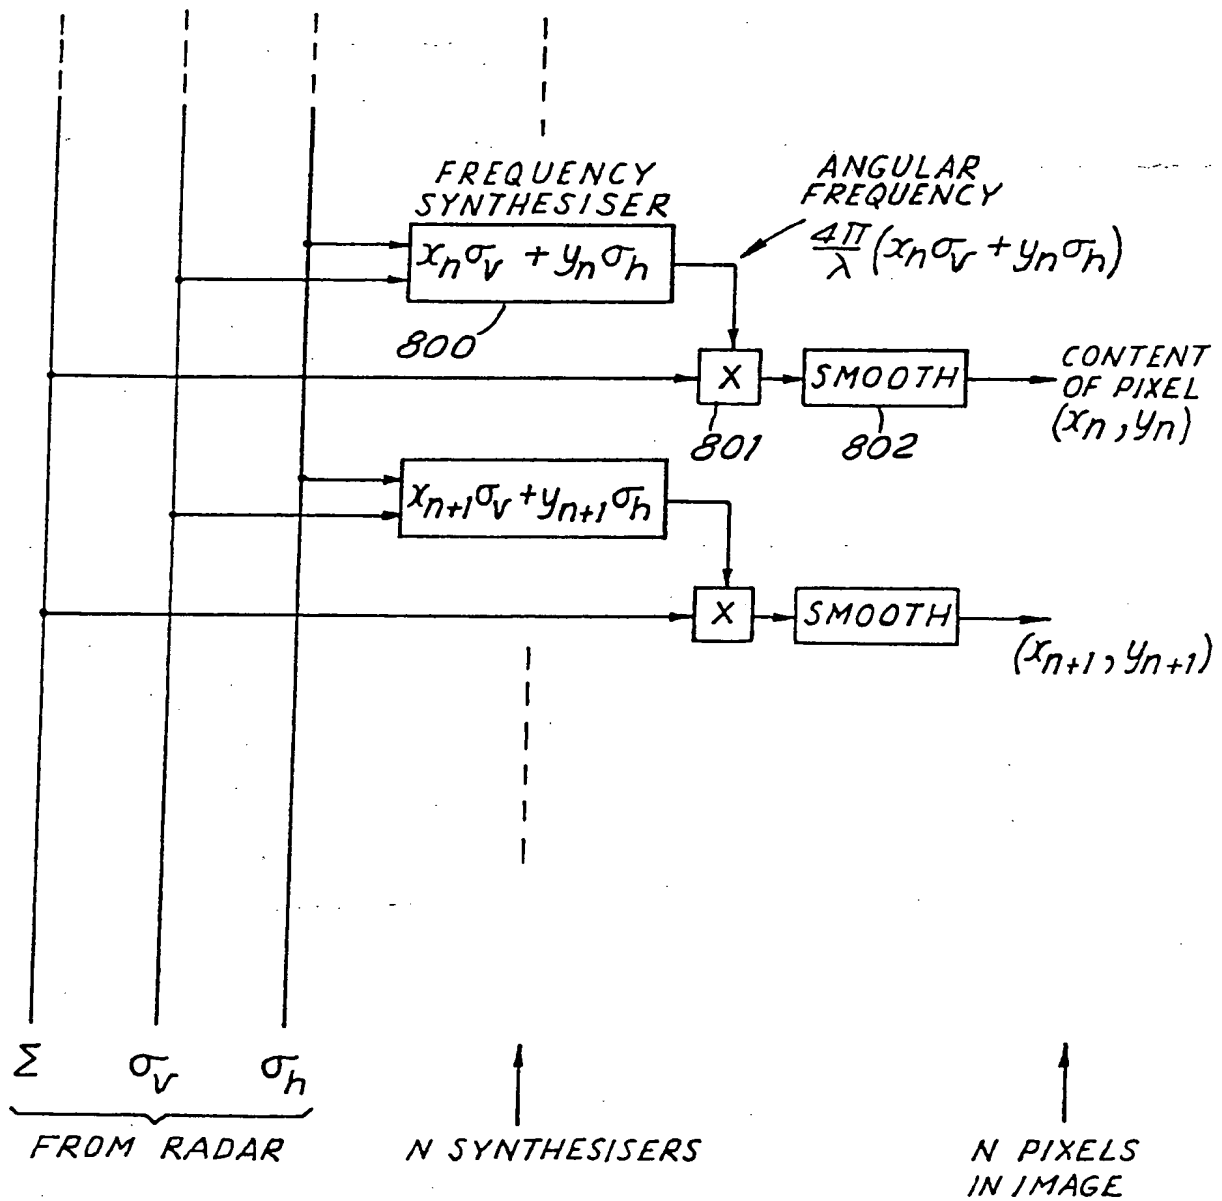 FREQUENCY
SYNTHESISER
xₙσᵥ + yₙσₕ
800
ANGULAR
FREQUENCY
4π/λ (xₙσᵥ + yₙσₕ)
X
801
SMOOTH
802
CONTENT
OF PIXEL
(xₙ, yₙ)
xₙ₊₁σᵥ + yₙ₊₁σₕ
X
SMOOTH
(xₙ₊₁, yₙ₊₁)
Σ σᵥ σₕ
FROM RADAR
N SYNTHESISERS
N PIXELS
IN IMAGE